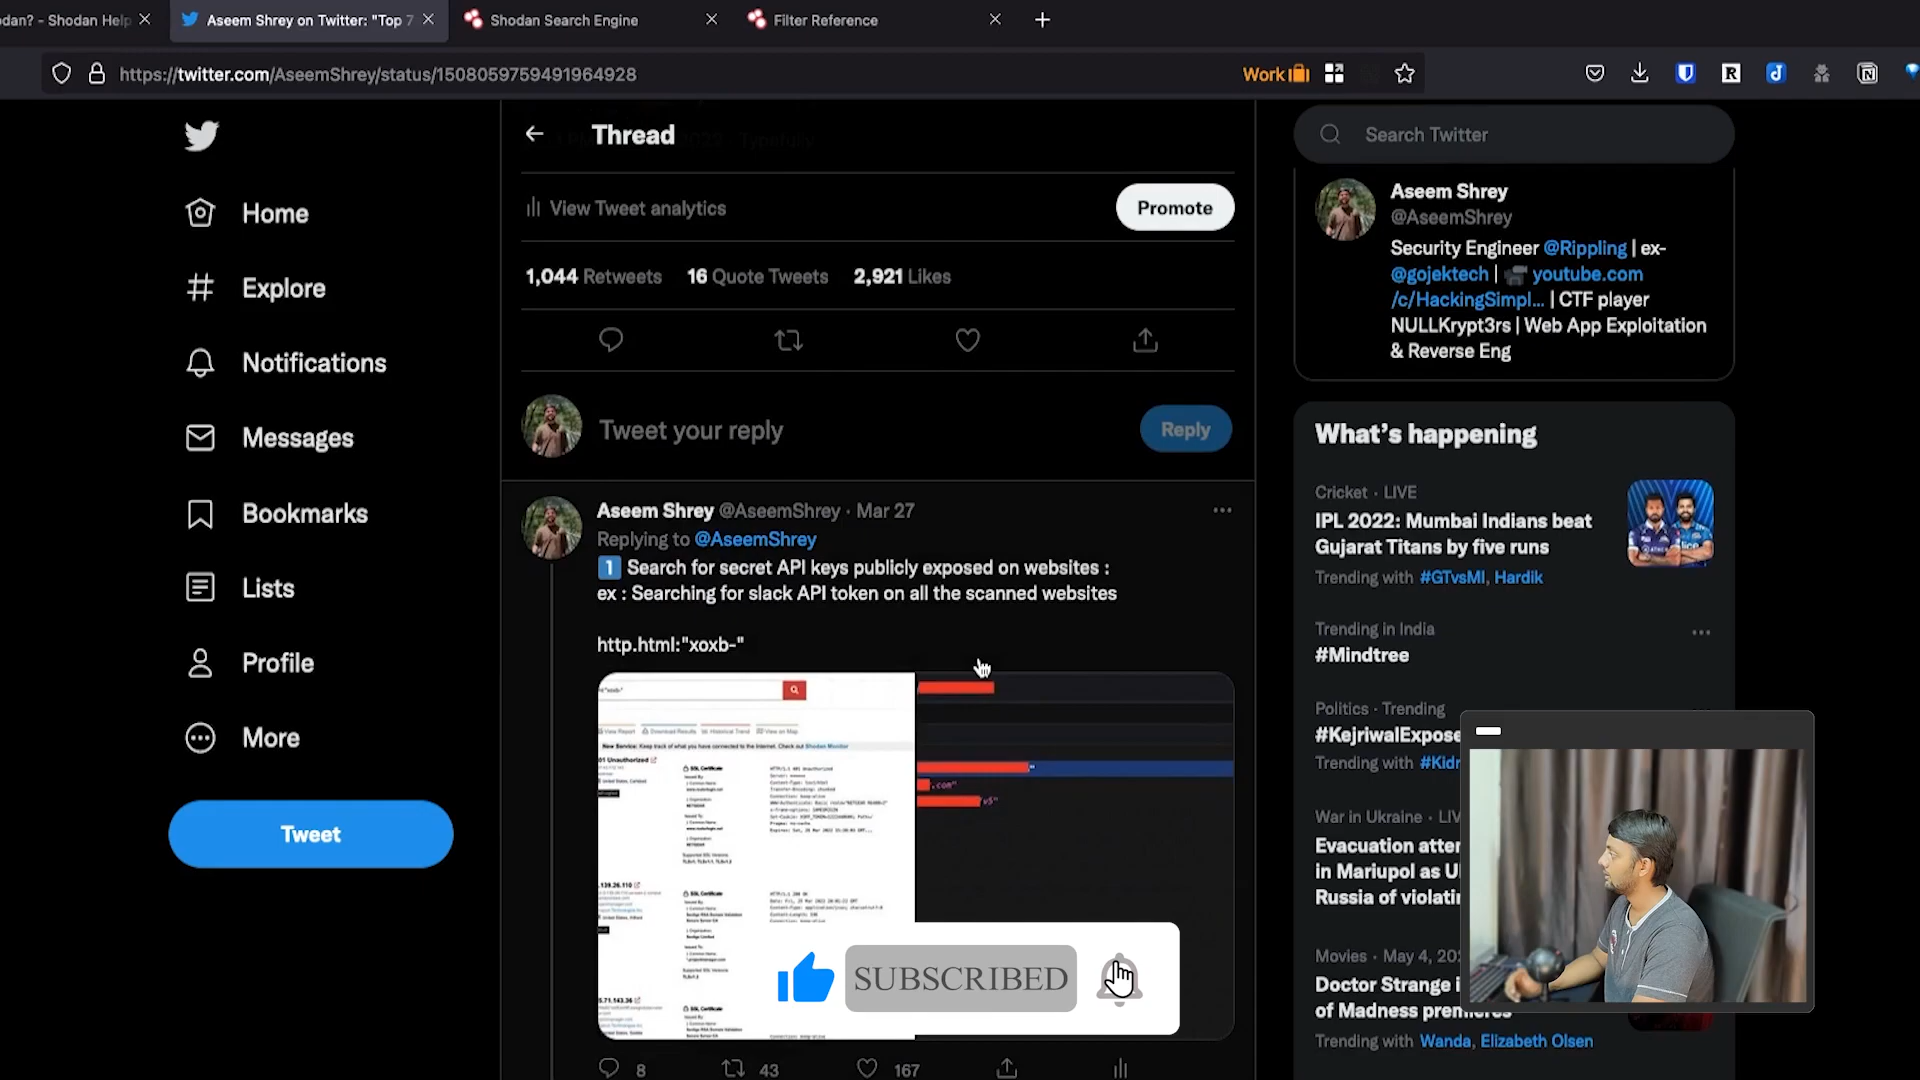 odan? - Shodan Help
Aseem Shrey on Twitter: "Top 7
Shodan Search Engine
Filter Reference
https://twitter.com/AseemShrey/status/1508059759491964928
Work
Thread
Search Twitter
Home
Explore
Notifications
Messages
Bookmarks
Lists
Profile
More
Tweet
View Tweet analytics
Promote
1,044 Retweets 16 Quote Tweets 2,921 Likes
Tweet your reply
Reply
Aseem Shrey @AseemShrey · Mar 27
Replying to @AseemShrey
1 Search for secret API keys publicly exposed on websites :
ex : Searching for slack API token on all the scanned websites
http.html:"xoxb-"
SUBSCRIBED
8 43 167
Aseem Shrey
@AseemShrey
Security Engineer @Rippling | ex-
@gojektech | youtube.com
/c/HackingSimpl... | CTF player
NULLKrypt3rs | Web App Exploitation
& Reverse Eng
What's happening
Cricket · LIVE
IPL 2022: Mumbai Indians beat
Gujarat Titans by five runs
Trending with #GTvsMI, Hardik
Trending in India
#Mindtree
Politics · Trending
#KejriwalExpose
Trending with #Kidr
War in Ukraine · LIV
Evacuation atter
in Mariupol as U
Russia of violatin
Movies · May 4, 202
Doctor Strange i
of Madness premieres
Trending with Wanda, Elizabeth Olsen